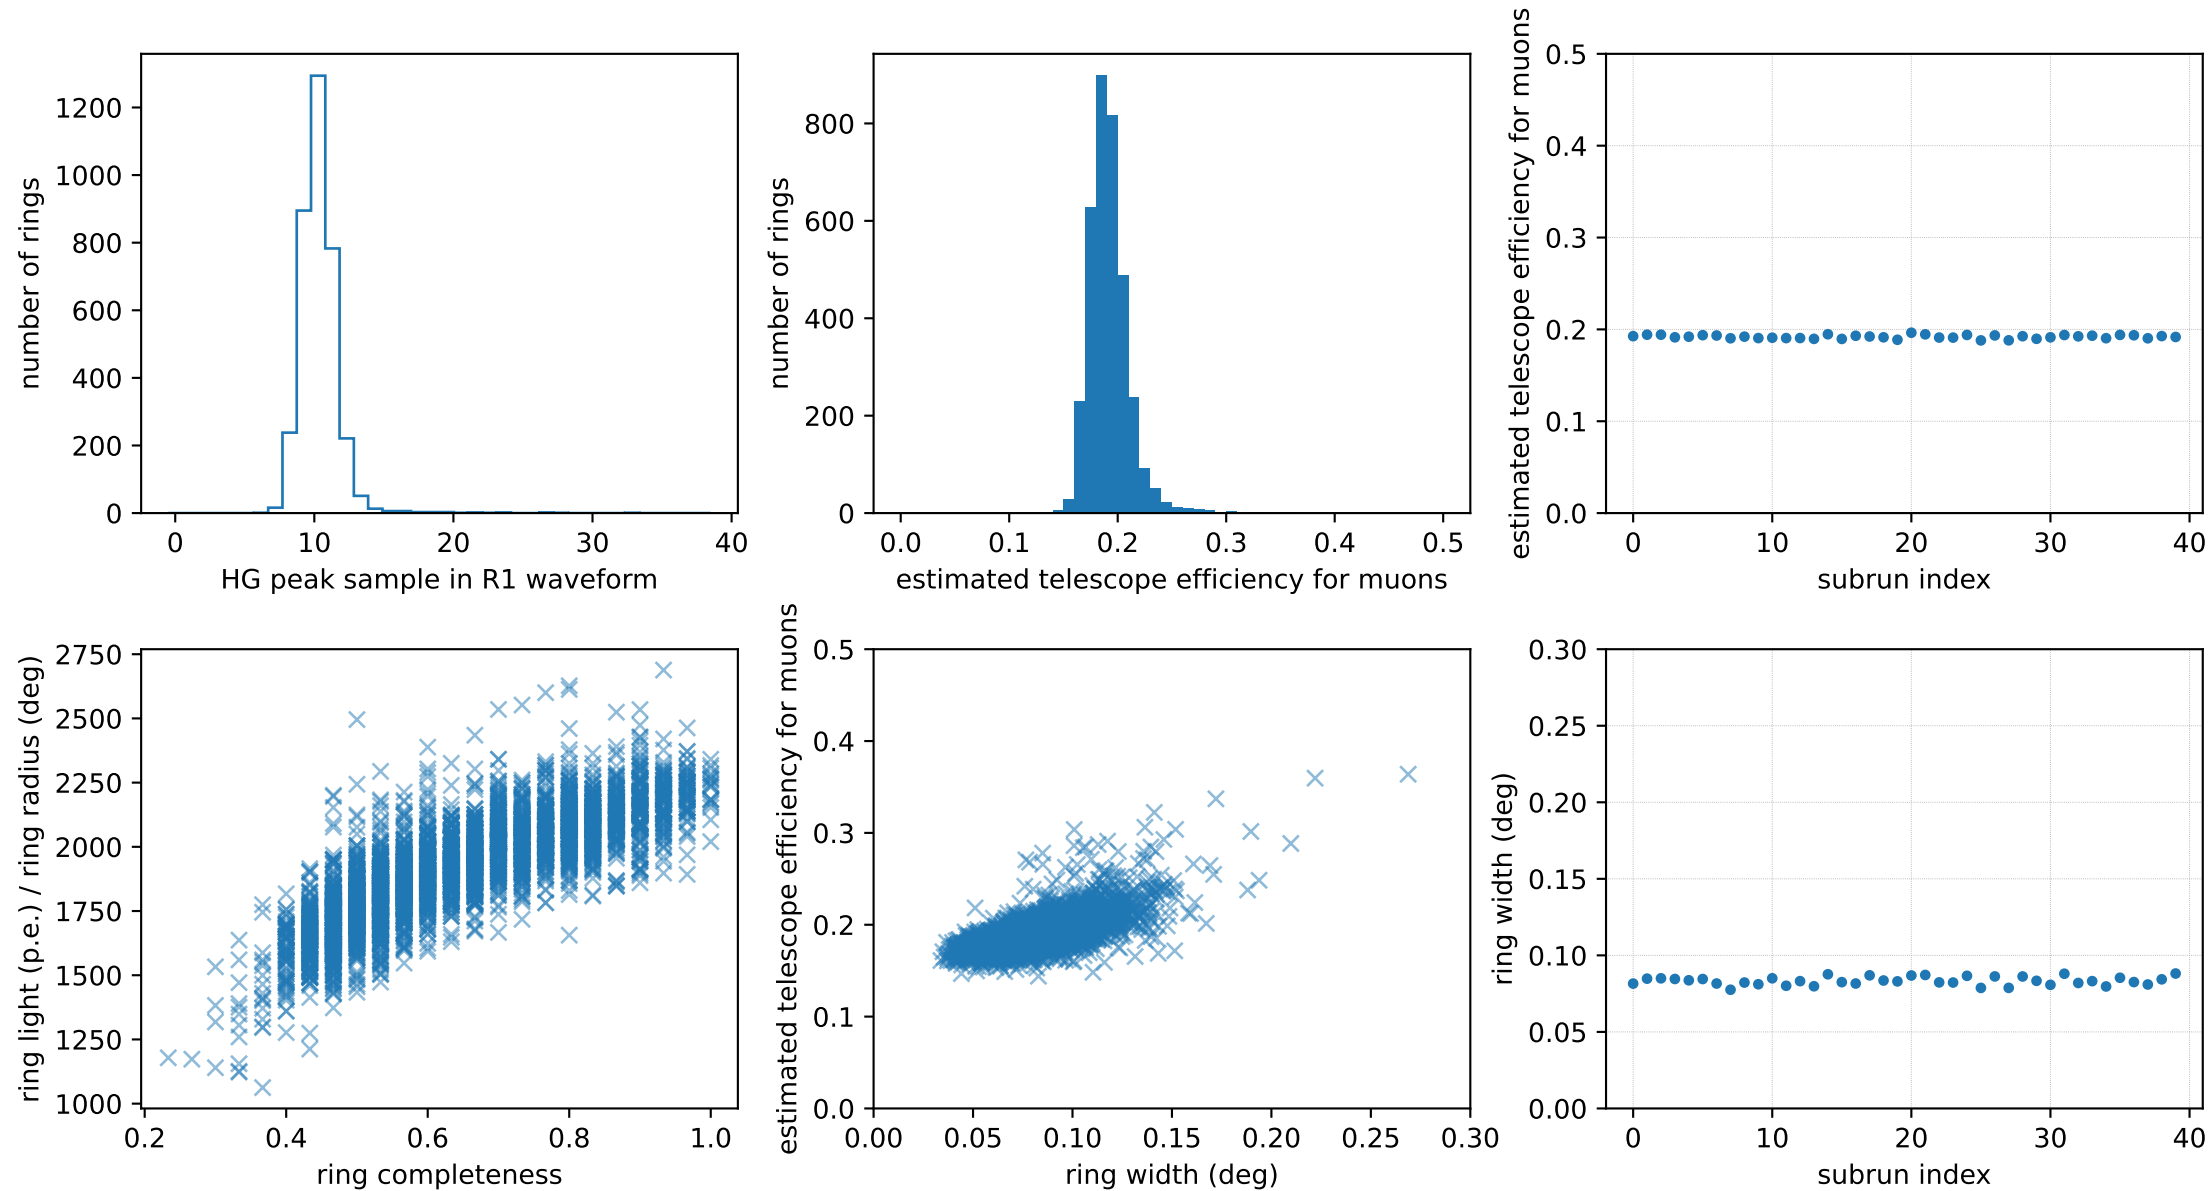 1200
1000
800
600
400
200
0
number of rings
0 10 20 30 40
HG peak sample in R1 waveform
800
600
400
200
0
number of rings
0.0 0.1 0.2 0.3 0.4 0.5
estimated telescope efficiency for muons
0.5
0.4
0.3
0.2
0.1
0.0
estimated telescope efficiency for muons
0 10 20 30 40
subrun index
2750
2500
2250
2000
1750
1500
1250
1000
ring light (p.e.) / ring radius (deg)
0.2 0.4 0.6 0.8 1.0
ring completeness
0.5
0.4
0.3
0.2
0.1
0.0
estimated telescope efficiency for muons
0.00 0.05 0.10 0.15 0.20 0.25 0.30
ring width (deg)
0.30
0.25
0.20
0.15
0.10
0.05
0.00
ring width (deg)
0 10 20 30 40
subrun index